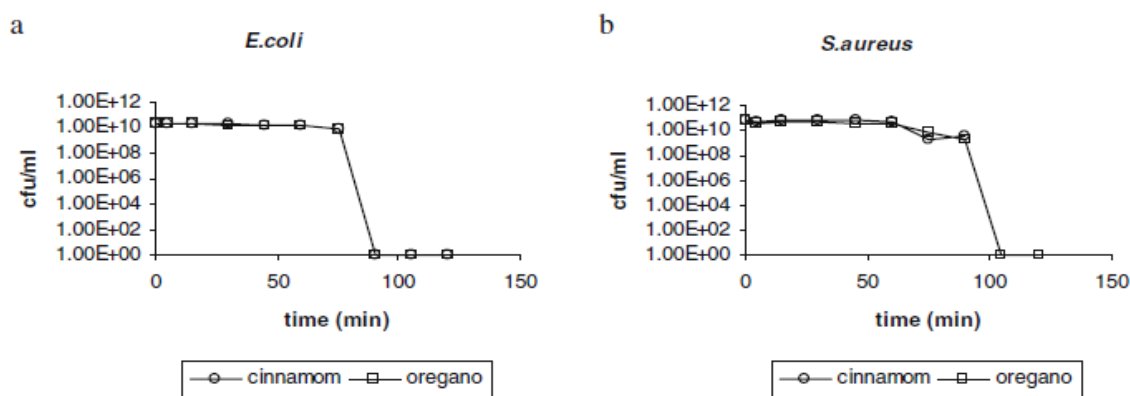 a
E.coli
1.00E+12
1.00E+10
1.00E+08
1.00E+06
1.00E+04
1.00E+02
1.00E+00
cfu/ml
0 50 100 150
time (min)
cinnamom oregano
b
S.aureus
1.00E+12
1.00E+10
1.00E+08
1.00E+06
1.00E+04
1.00E+02
1.00E+00
cfu/ml
0 50 100 150
time (min)
cinnamom oregano